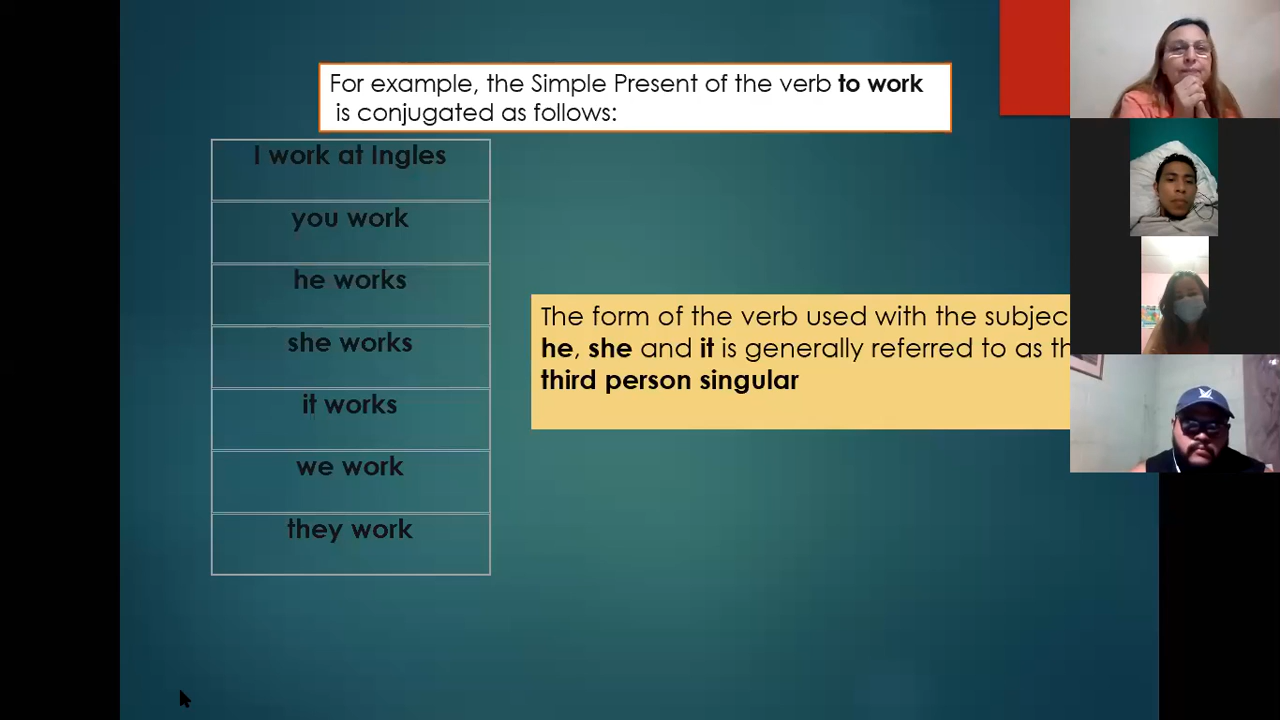 For example, the Simple Present of the verb to work
is conjugated as follows:
I work at Ingles
you work
he works
she works
it works
we work
they work
The form of the verb used with the subjec
he, she and it is generally referred to as th
third person singular